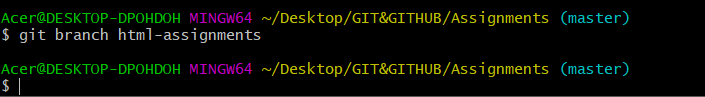 Acer@DESKTOP-DPOHDOH MINGW64 ~/Desktop/GIT&GITHUB/Assignments (master)
$ git branch html-assignments
Acer@DESKTOP-DPOHDOH MINGW64 ~/Desktop/GIT&GITHUB/Assignments (master)
$